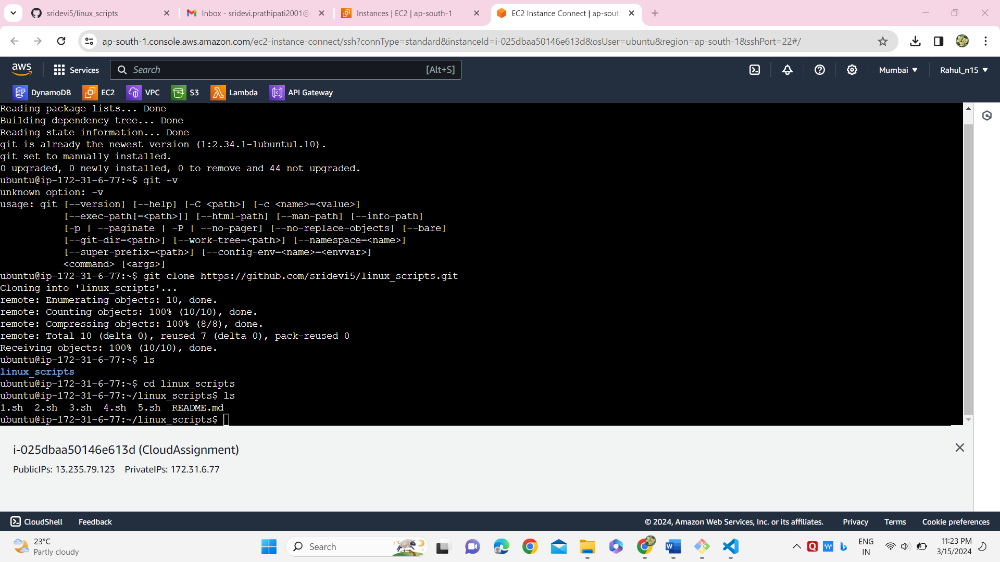 sridevi5/linux_scripts
Inbox - sridevi.prathipati2001@
Instances | EC2 | ap-south-1
EC2 Instance Connect | ap-sout
ap-south-1.console.aws.amazon.com/ec2-instance-connect/ssh?connType=standard&instanceId=i-025dbaa50146e613d&osUser=ubuntu&region=ap-south-1&sshPort=22#/
aws
Services
Search
[Alt+S]
Mumbai
Rahul_n15
DynamoDB
EC2
VPC
S3
Lambda
API Gateway
Reading package lists... Done
Building dependency tree... Done
Reading state information... Done
git is already the newest version (1:2.34.1-1ubuntu1.10).
git set to manually installed.
0 upgraded, 0 newly installed, 0 to remove and 44 not upgraded.
ubuntu@ip-172-31-6-77:~$ git -v
unknown option: -v
usage: git [--version] [--help] [-C <path>] [-c <name>=<value>]
[--exec-path[=<path>]] [--html-path] [--man-path] [--info-path]
[-p | --paginate | -P | --no-pager] [--no-replace-objects] [--bare]
[--git-dir=<path>] [--work-tree=<path>] [--namespace=<name>]
[--super-prefix=<path>] [--config-env=<name>=<envvar>]
<command> [<args>]
ubuntu@ip-172-31-6-77:~$ git clone https://github.com/sridevi5/linux_scripts.git
Cloning into 'linux_scripts'...
remote: Enumerating objects: 10, done.
remote: Counting objects: 100% (10/10), done.
remote: Compressing objects: 100% (8/8), done.
remote: Total 10 (delta 0), reused 7 (delta 0), pack-reused 0
Receiving objects: 100% (10/10), done.
ubuntu@ip-172-31-6-77:~$ ls
linux_scripts
ubuntu@ip-172-31-6-77:~$ cd linux_scripts
ubuntu@ip-172-31-6-77:~/linux_scripts$ ls
1.sh  2.sh  3.sh  4.sh  5.sh  README.md
ubuntu@ip-172-31-6-77:~/linux_scripts$
i-025dbaa50146e613d (CloudAssignment)
PublicIPs: 13.235.79.123 PrivateIPs: 172.31.6.77
CloudShell
Feedback
© 2024, Amazon Web Services, Inc. or its affiliates.
Privacy
Terms
Cookie preferences
23°C
Partly cloudy
Search
ENG
IN
11:23 PM
3/15/2024